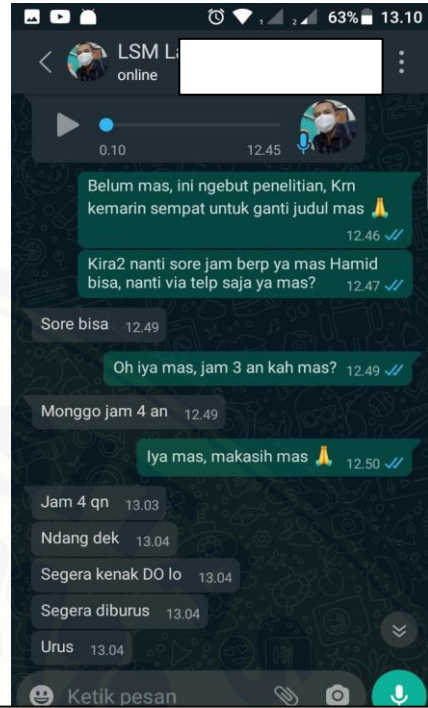 63% 13.10
LSM L
online
0.10 12.45
Belum mas, ini ngebut penelitian, Krn
kemarin sempat untuk ganti judul mas 🙏
12.46
Kira2 nanti sore jam berp ya mas Hamid
bisa, nanti via telp saja ya mas? 12.47
Sore bisa 12.49
Oh iya mas, jam 3 an kah mas? 12.49
Monggo jam 4 an 12.49
Iya mas, makasih mas 🙏 12.50
Jam 4 qn 13.03
Ndang dek 13.04
Segera kenak DO lo 13.04
Segera diburus 13.04
Urus 13.04
Ketik pesan